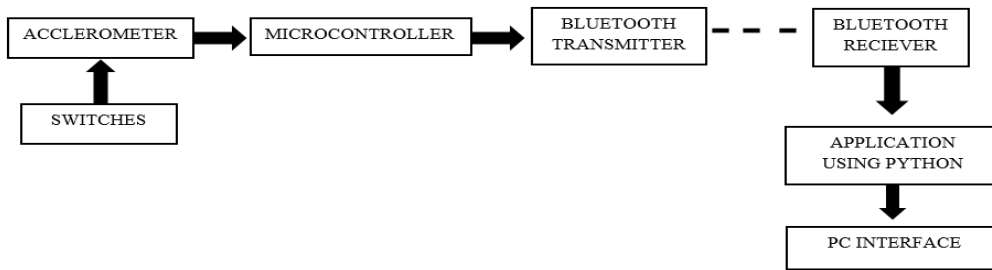 ACCLEROMETER
MICROCONTROLLER
BLUETOOTH
TRANSMITTER
BLUETOOTH
RECIEVER
SWITCHES
APPLICATION
USING PYTHON
PC INTERFACE